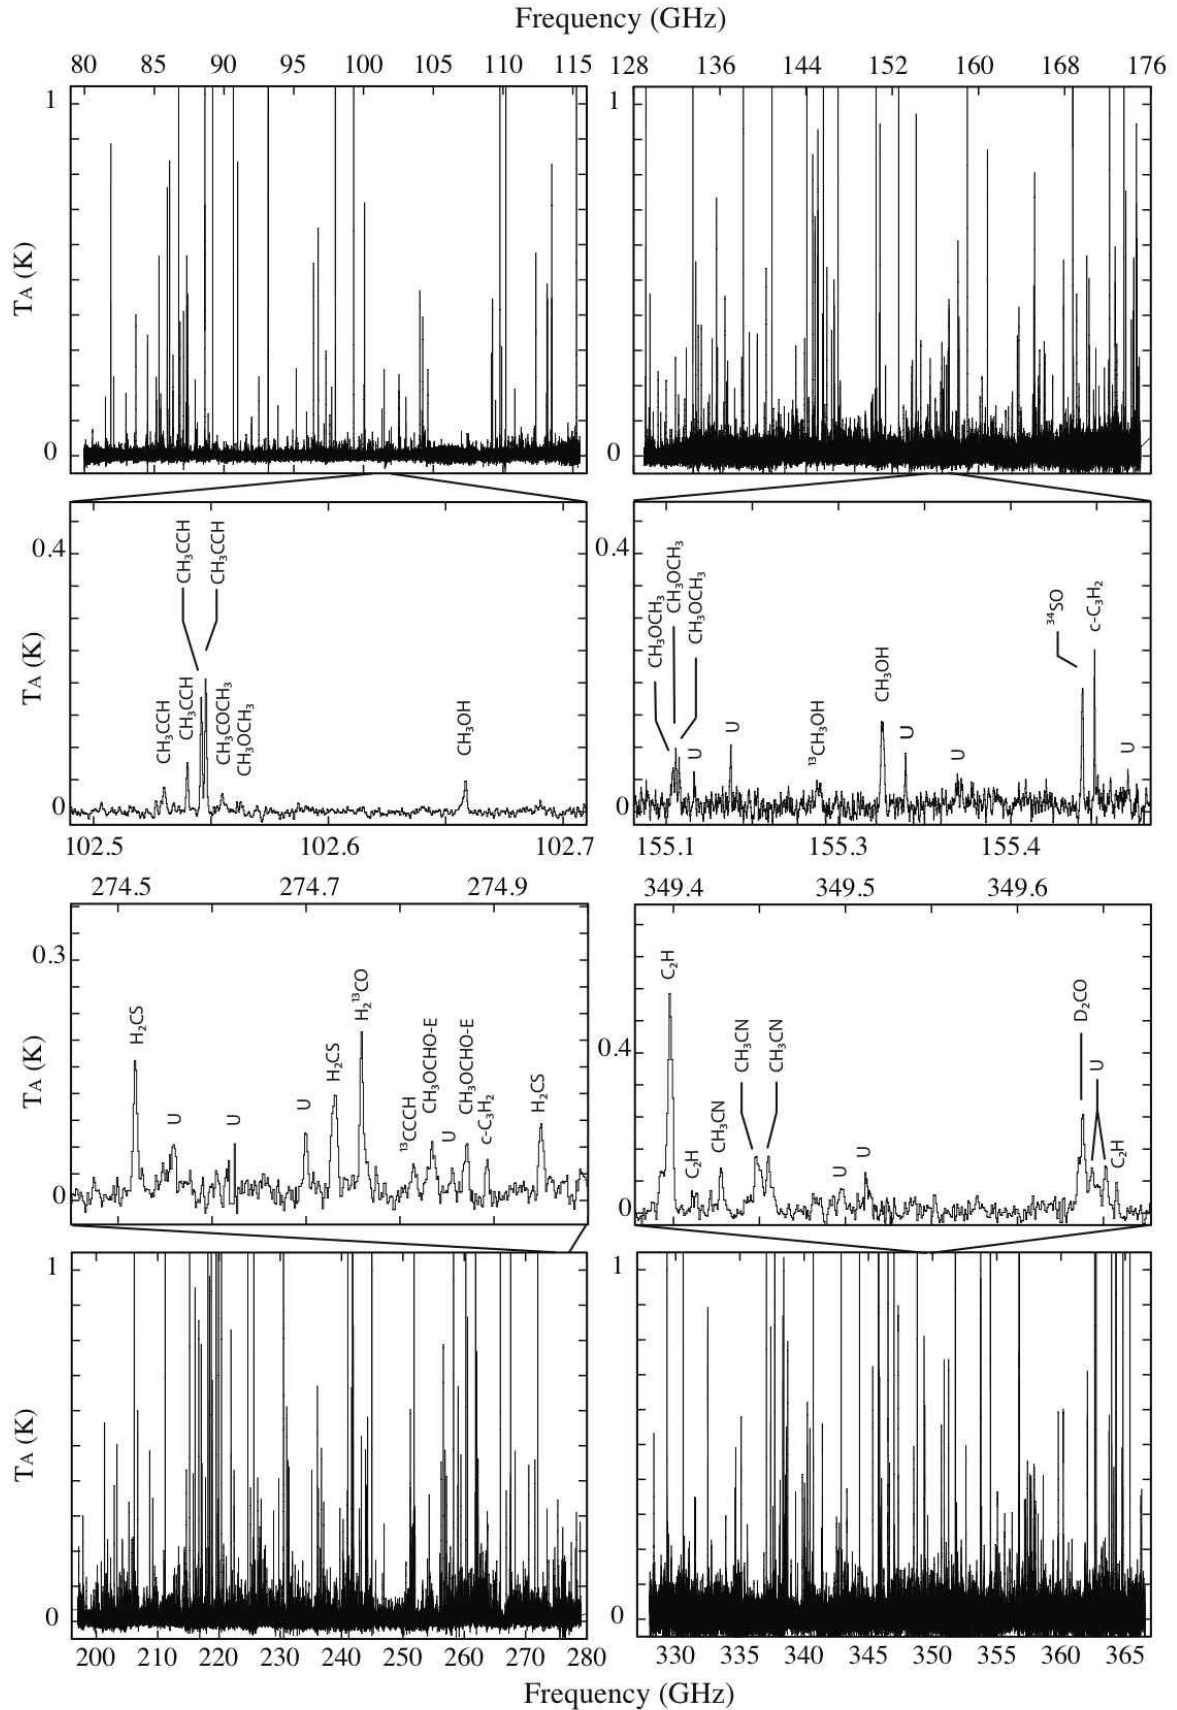 Frequency (GHz)
80 85 90 95 100 105 110 115
128 136 144 152 160 168 176
1
0
TA (K)
1
0
0.4
0
TA (K)
CH₃CCH
CH₃CCH
CH₃CCH
CH₃CCH
CH₃COCH₃
CH₃OCH₃
CH₃OH
102.5 102.6 102.7
0.4
0
CH₃OCH₃
CH₃OCH₃
CH₃OCH₃
U
U
¹³CH₃OH
CH₃OH
U
U
³⁴SO
c-C₃H₂
U
155.1 155.3 155.4
274.5 274.7 274.9
0.3
0
TA (K)
H₂CS
U
U
U
H₂CS
H₂¹³CO
¹³CCCH
CH₃OCHO-E
U
CH₃OCHO-E
c-C₃H₂
H₂CS
349.4 349.5 349.6
0.4
0
C₂H
C₂H
CH₃CN
CH₃CN
CH₃CN
U
U
D₂CO
U
C₂H
1
0
TA (K)
200 210 220 230 240 250 260 270 280
1
0
330 335 340 345 350 355 360 365
Frequency (GHz)